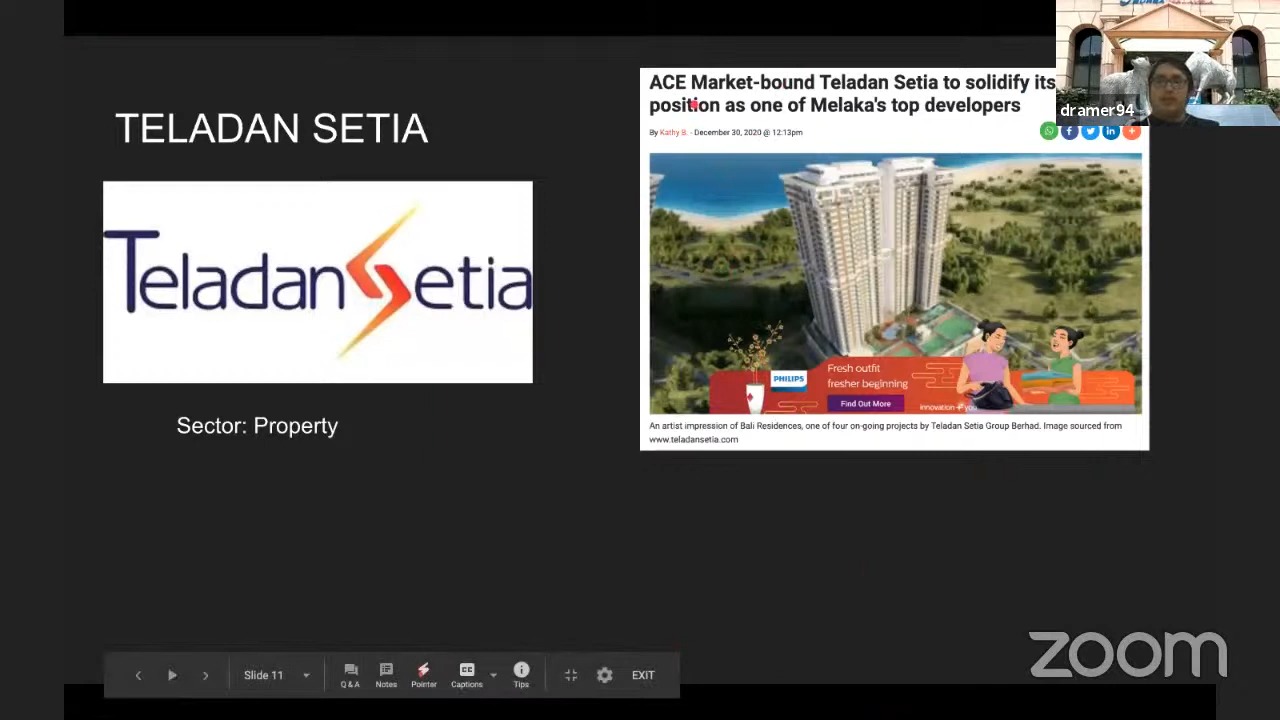 TELADAN SETIA
TeladanSetia
Sector: Property
ACE Market-bound Teladan Setia to solidify its
position as one of Melaka's top developers
By Kathy B. - December 30, 2020 @ 12:13pm
dramer94
PHILIPS
Fresh outfit
fresher beginning
Find Out More
innovation + you
An artist impression of Bali Residences, one of four on-going projects by Teladan Setia Group Berhad. Image sourced from
www.teladansetia.com
Slide 11
Q & A
Notes
Pointer
CC
Captions
Tips
EXIT
zoom